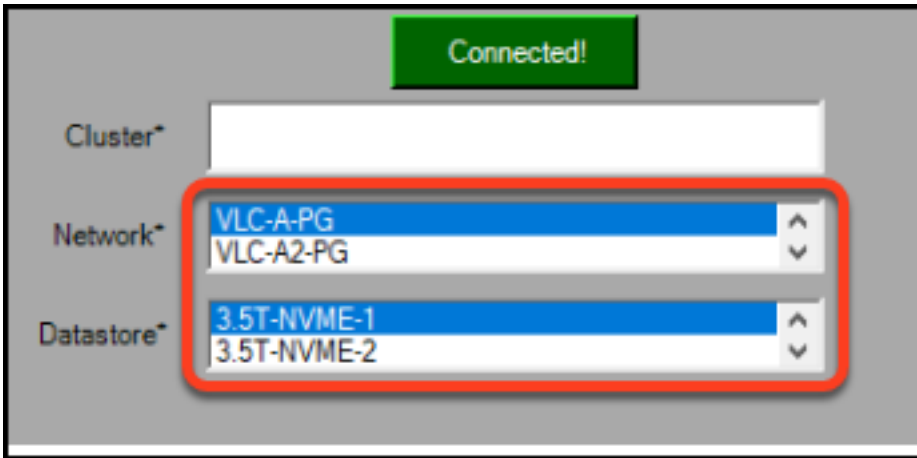 Connected!
Cluster*
Network*
VLC-A-PG
VLC-A2-PG
Datastore*
3.5T-NVME-1
3.5T-NVME-2